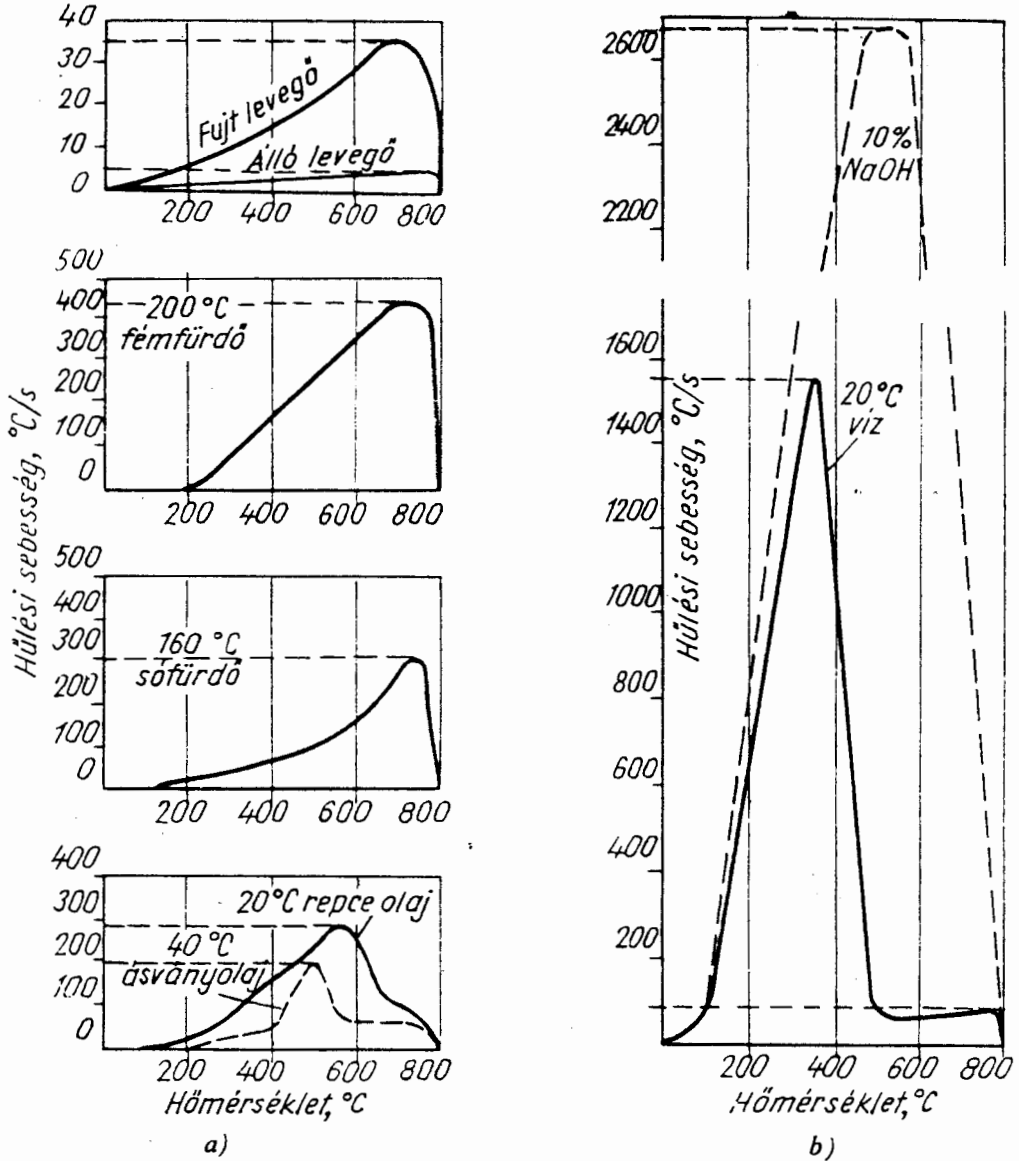 40
35
20
10
0
Fujt levegő
Álló levegő
200 400 600 800
500
400
300
200
100
0
200 °C
fémfürdő
200 400 600 800
500
400
300
200
100
0
160 °C
sófürdő
200 400 600 800
400
300
200
100
0
20 °C repce olaj
40 °C
ásványolaj
200 400 600 800
Hőmérséklet, °C
Hűlési sebesség, °C/s
a)
2600
2400
2200
10%
NaOH
1600
1400
1200
1000
800
600
400
200
20 °C
víz
Hűlési sebesség, °C/s
200 400 600 800
Hőmérséklet, °C
b)